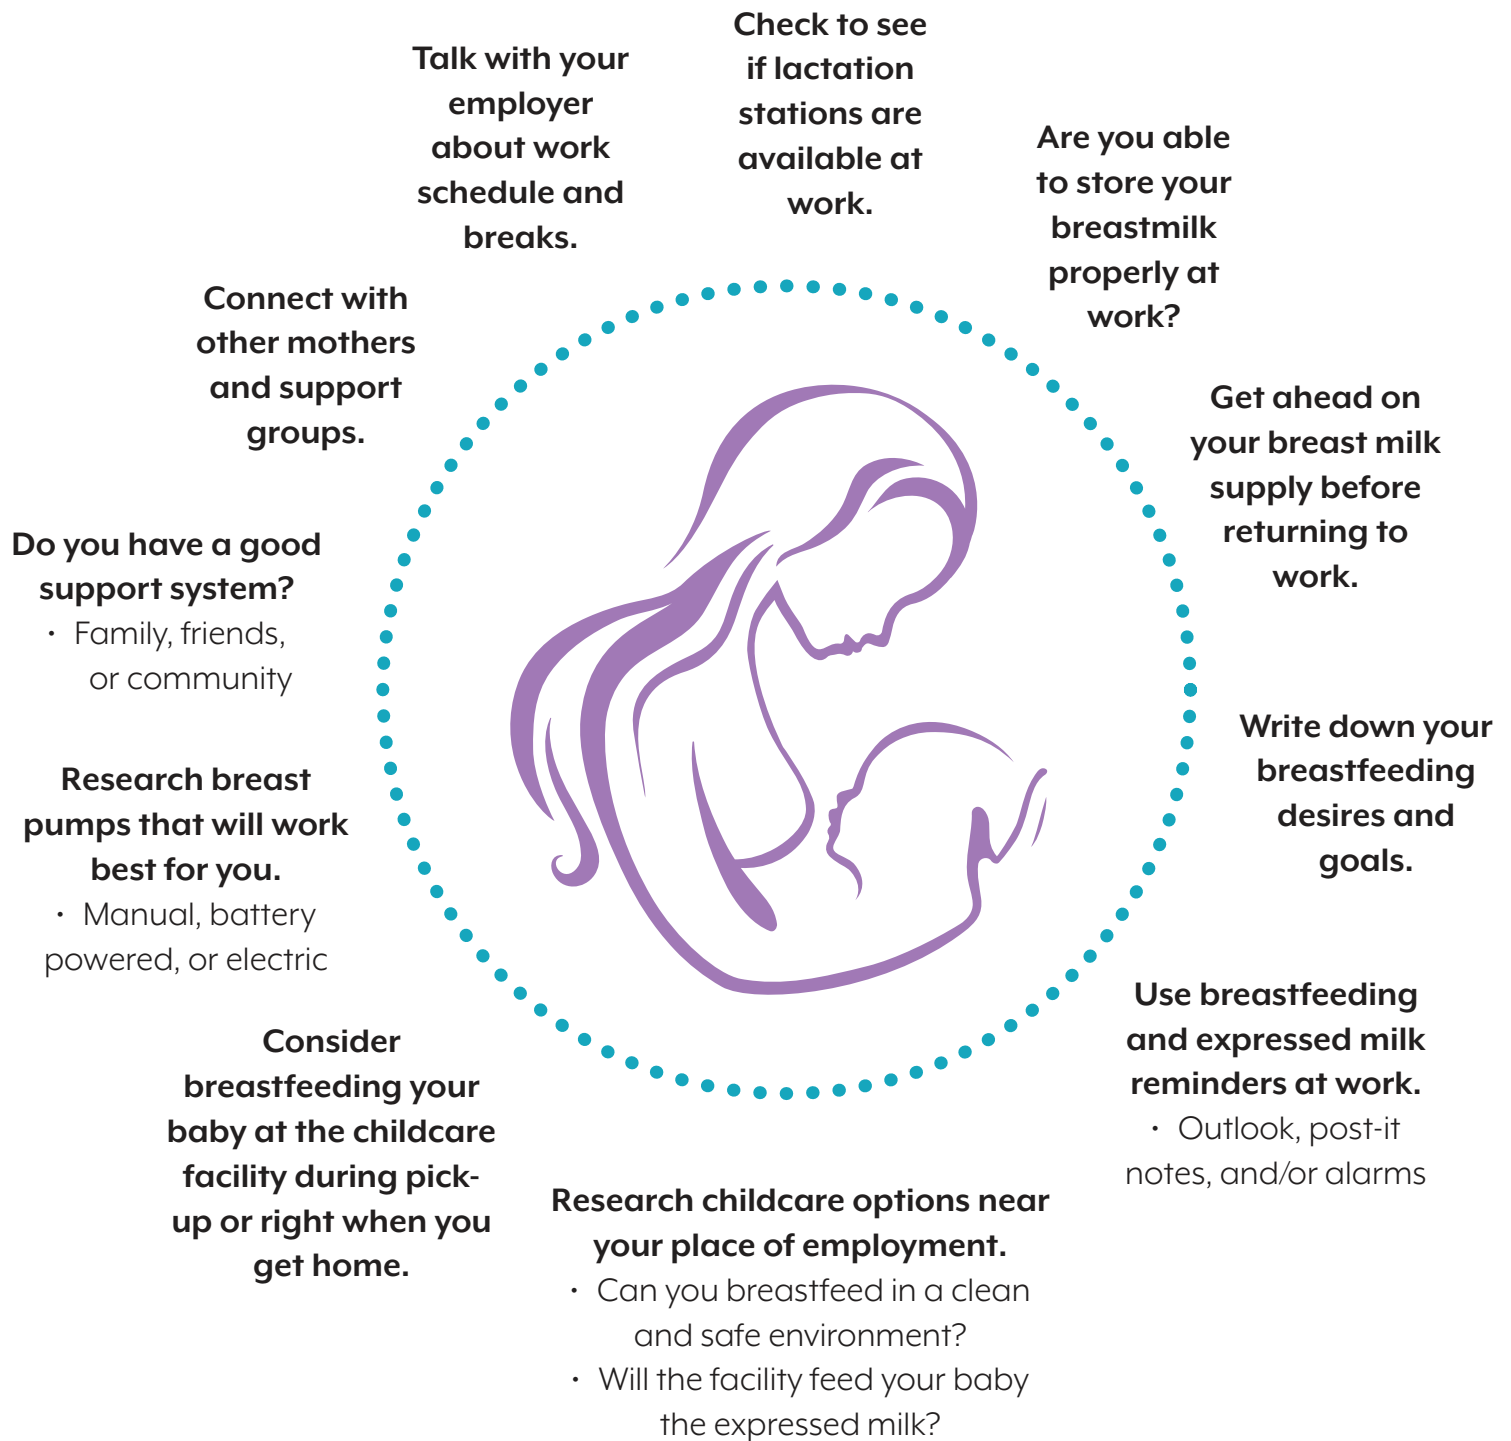 Check to see
if lactation
stations are
available at
work.
Are you able
to store your
breastmilk
properly at
work?
Get ahead on
your breast milk
supply before
returning to
work.
Write down your
breastfeeding
desires and
goals.
Use breastfeeding
and expressed milk
reminders at work.
· Outlook, post-it
notes, and/or alarms
Research childcare options near
your place of employment.
· Can you breastfeed in a clean
and safe environment?
· Will the facility feed your baby
the expressed milk?
Consider
breastfeeding your
baby at the childcare
facility during pick-
up or right when you
get home.
Research breast
pumps that will work
best for you.
· Manual, battery
powered, or electric
Do you have a good
support system?
· Family, friends,
or community
Connect with
other mothers
and support
groups.
Talk with your
employer
about work
schedule and
breaks.